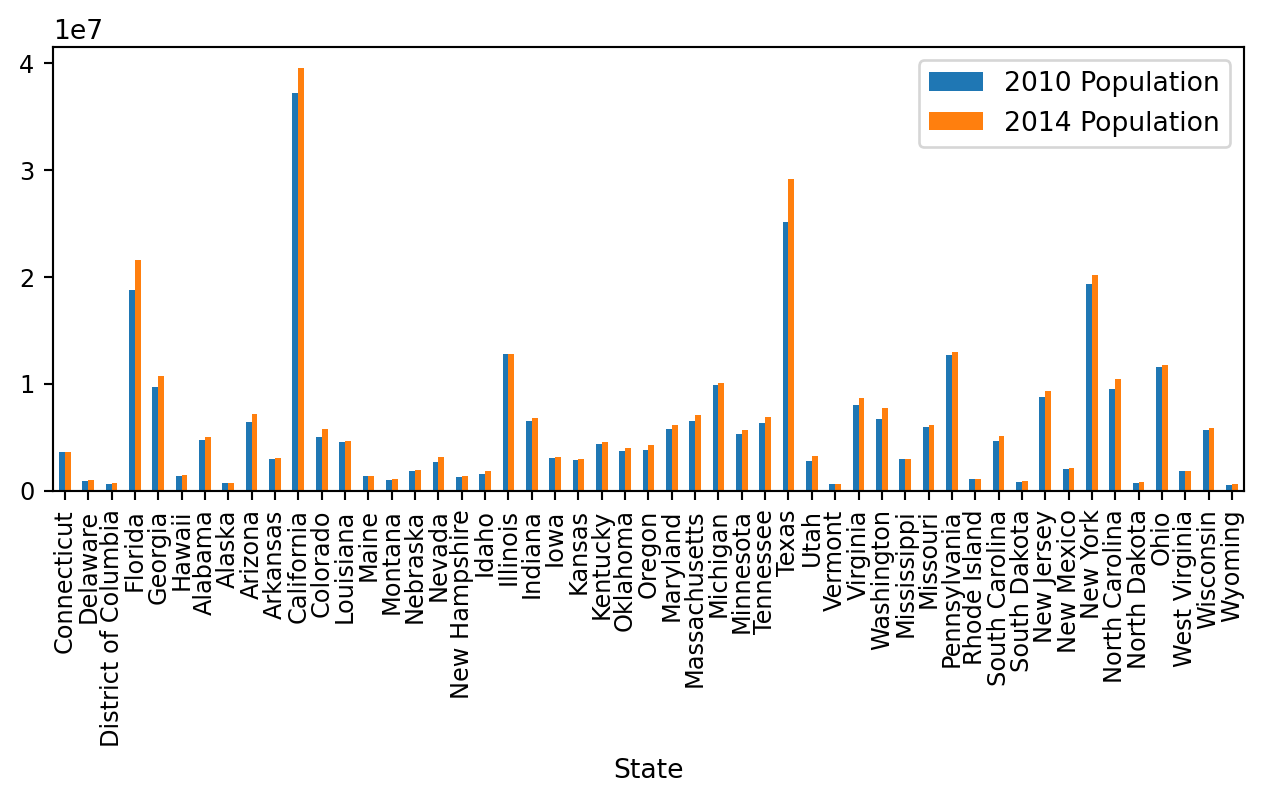 1e7
4
3
2
1
0
2010 Population
2014 Population
Connecticut
Delaware
District of Columbia
Florida
Georgia
Hawaii
Alabama
Alaska
Arizona
Arkansas
California
Colorado
Louisiana
Maine
Montana
Nebraska
Nevada
New Hampshire
Idaho
Illinois
Indiana
Iowa
Kansas
Kentucky
Oklahoma
Oregon
Maryland
Massachusetts
Michigan
Minnesota
Tennessee
Texas
Utah
Vermont
Virginia
Washington
Mississippi
Missouri
Pennsylvania
Rhode Island
South Carolina
South Dakota
New Jersey
New Mexico
New York
North Carolina
North Dakota
Ohio
West Virginia
Wisconsin
Wyoming
State